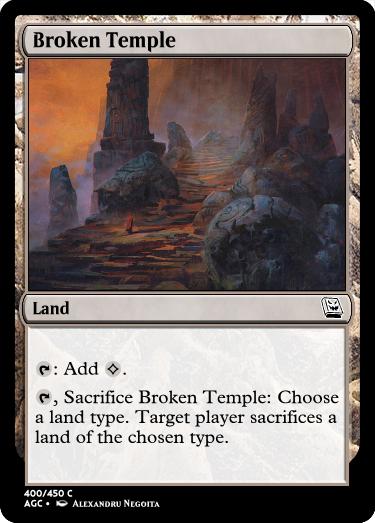 Broken Temple
Land
: Add .
, Sacrifice Broken Temple: Choose
a land type. Target player sacrifices a
land of the chosen type.
400/450 C
AGC • Alexandru Negoita